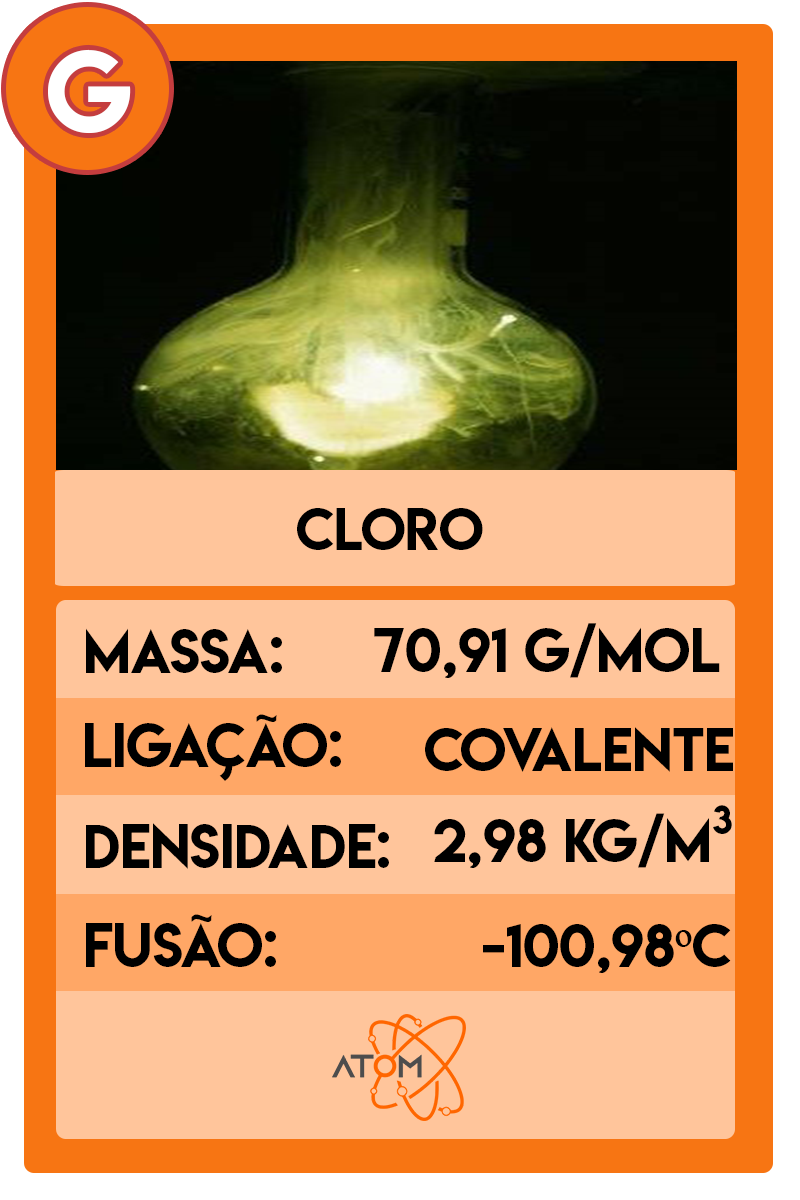 G
CLORO
MASSA: 70,91 G/MOL
LIGAÇÃO: COVALENTE
DENSIDADE: 2,98 KG/M³
FUSÃO: -100,98ºC
ATOM